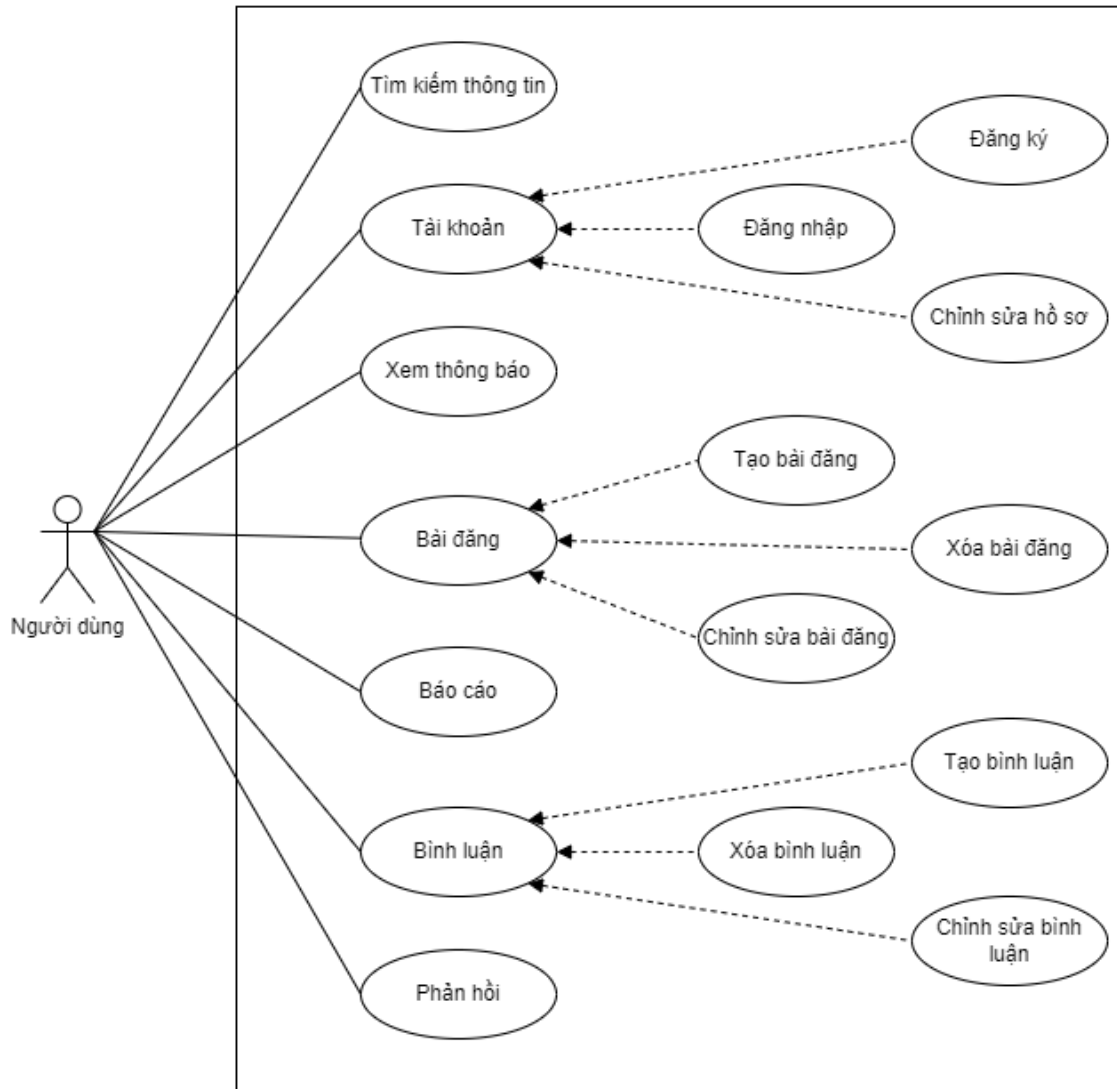 Tìm kiếm thông tin
Đăng ký
Tài khoản
Đăng nhập
Chỉnh sửa hồ sơ
Xem thông báo
Tạo bài đăng
Bài đăng
Xóa bài đăng
Người dùng
Chỉnh sửa bài đăng
Báo cáo
Tạo bình luận
Bình luận
Xóa bình luận
Chỉnh sửa bình
luận
Phản hồi